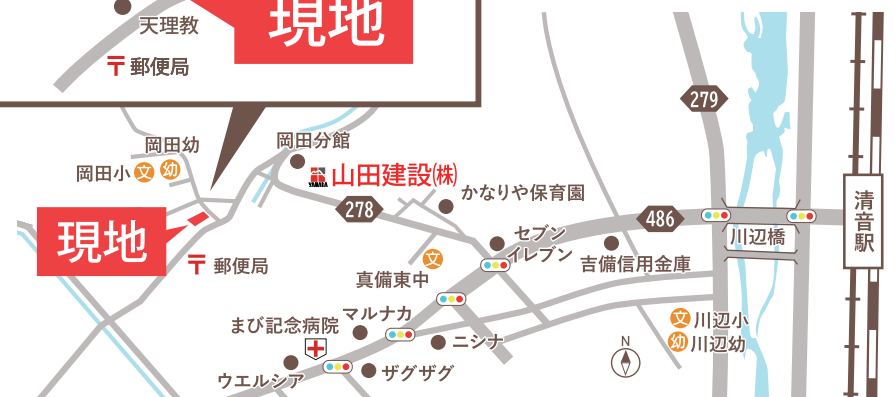 天理教
現地
〒郵便局
岡田幼
岡田小
文
幼
岡田分館
YAMADA
山田建設㈱
278
かなりや保育園
279
486
清音駅
川辺橋
現地
〒郵便局
真備東中
文
セブン
イレブン
吉備信用金庫
まび記念病院
マルナカ
ニシナ
ウエルシア
ザグザグ
N
文
川辺小
幼
川辺幼